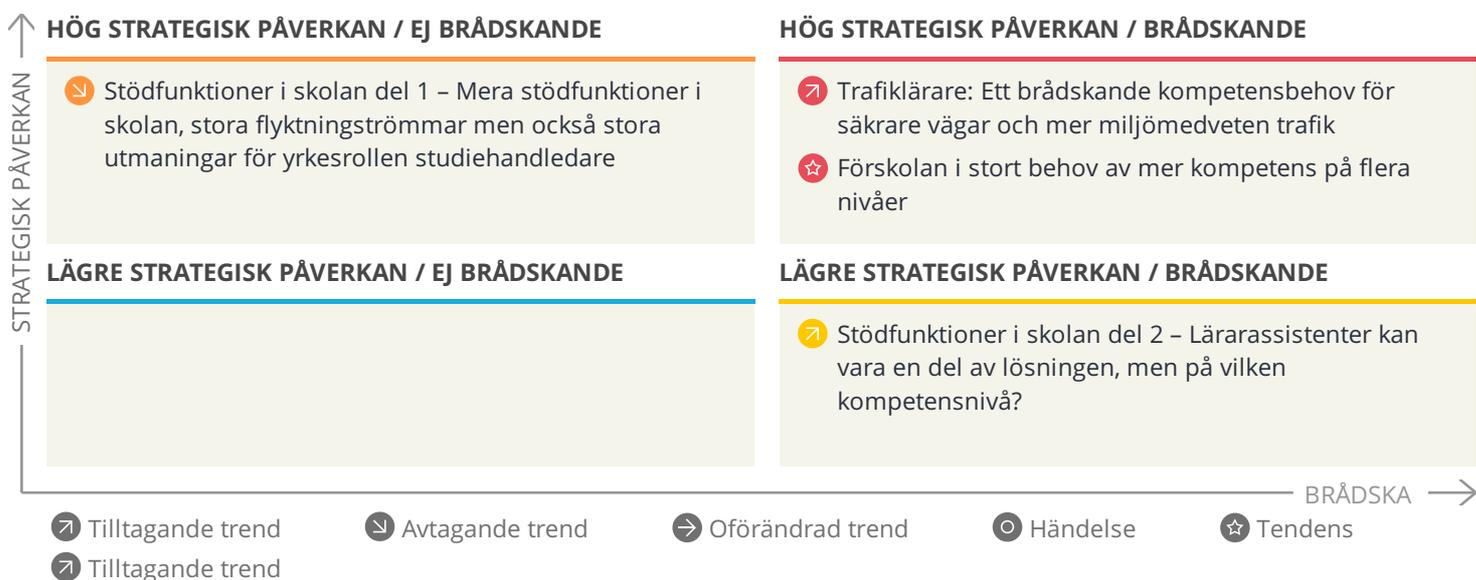 HÖG STRATEGISK PÅVERKAN / EJ BRÅDSKANDE
Stödfunktioner i skolan del 1 – Mera stödfunktioner i
skolan, stora flyktningströmmar men också stora
utmaningar för yrkesrollen studiehandledare
HÖG STRATEGISK PÅVERKAN / BRÅDSKANDE
Trafiklärare: Ett brådskande kompetensbehov för
säkrare vägar och mer miljömedveten trafik
Förskolan i stort behov av mer kompetens på flera
nivåer
STRATEGISK PÅVERKAN
LÄGRE STRATEGISK PÅVERKAN / EJ BRÅDSKANDE
LÄGRE STRATEGISK PÅVERKAN / BRÅDSKANDE
Stödfunktioner i skolan del 2 – Lärarassistenter kan
vara en del av lösningen, men på vilken
kompetensnivå?
BRÅDSKA
Tilltagande trend
Avtagande trend
Oförändrad trend
Händelse
Tendens
Tilltagande trend